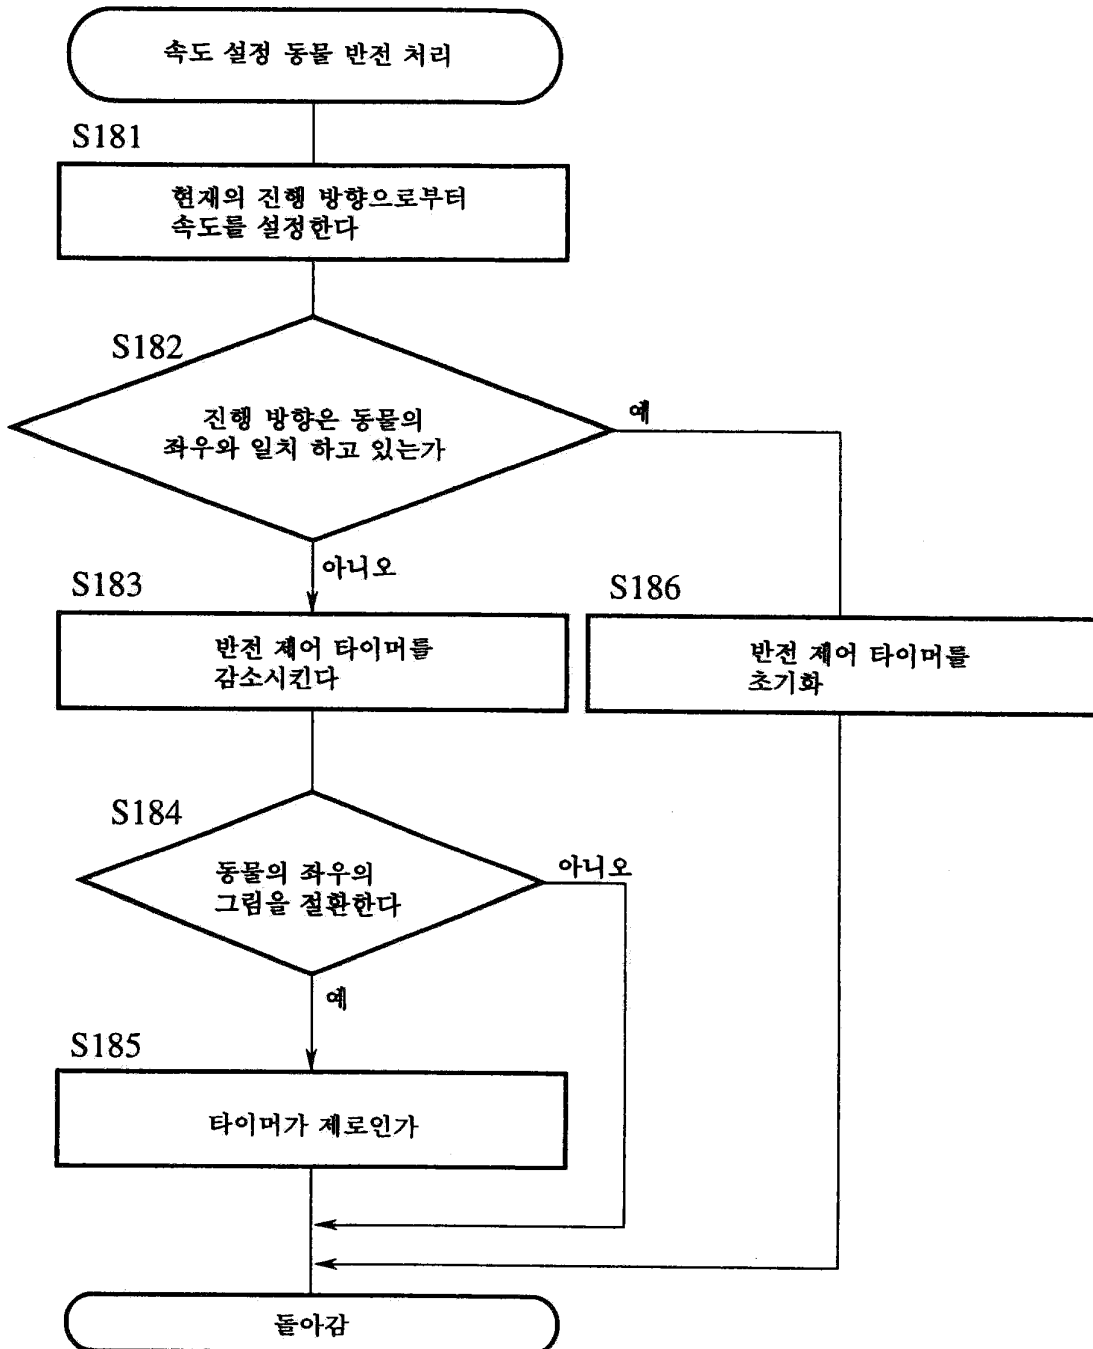 속도 설정 동물 반전 처리
S181
현재의 진행 방향으로부터
속도를 설정한다
S182
진행 방향은 동물의
좌우와 일치 하고 있는가
예
아니오
S183
반전 제어 타이머를
감소시킨다
S186
반전 제어 타이머를
초기화
S184
동물의 좌우의
그림을 절환한다
아니오
예
S185
타이머가 제로인가
돌아감